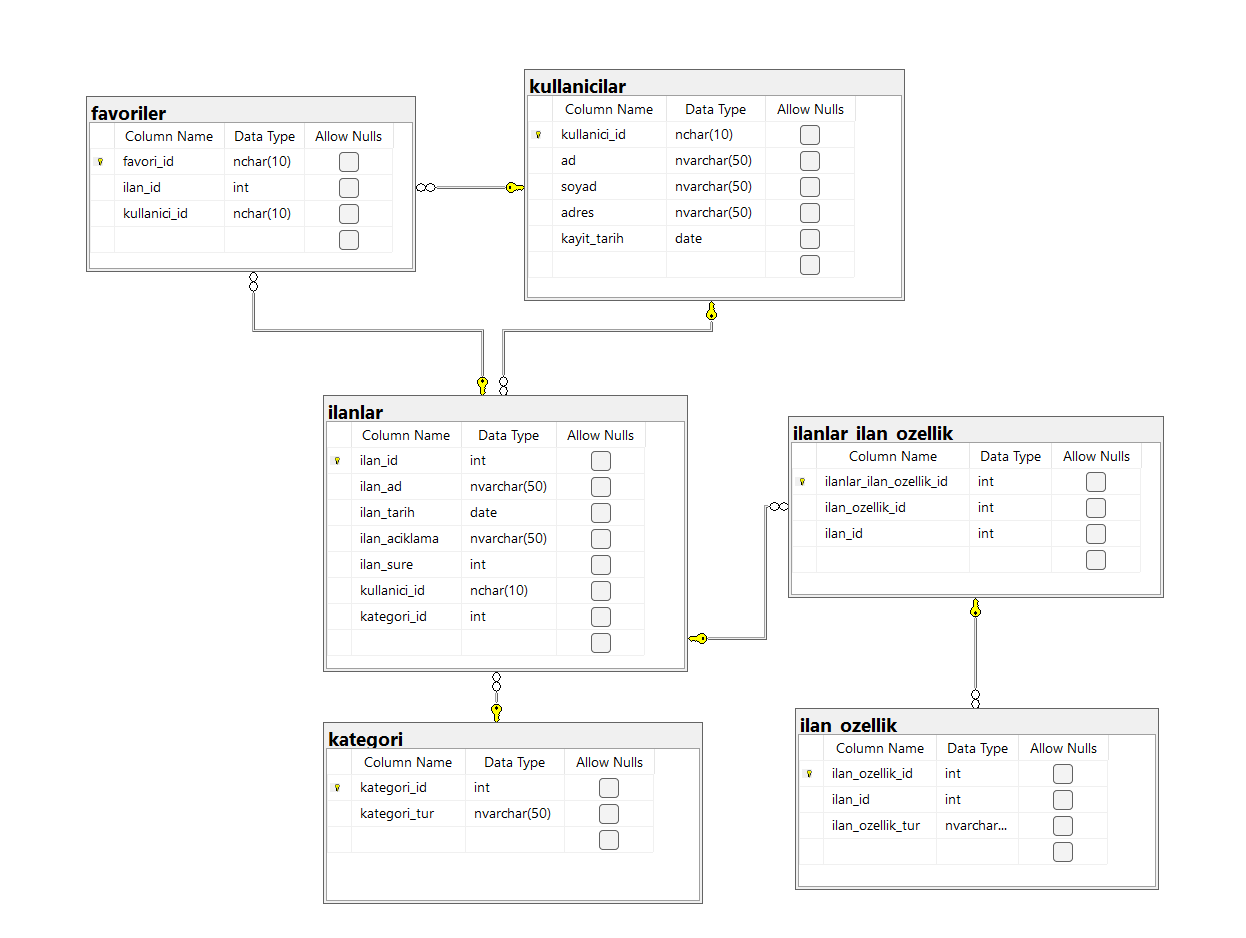 favoriler
Column Name Data Type Allow Nulls
favori_id nchar(10)
ilan_id int
kullanici_id nchar(10)
kullanicilar
Column Name Data Type Allow Nulls
kullanici_id nchar(10)
ad nvarchar(50)
soyad nvarchar(50)
adres nvarchar(50)
kayit_tarih date
ilanlar
Column Name Data Type Allow Nulls
ilan_id int
ilan_ad nvarchar(50)
ilan_tarih date
ilan_aciklama nvarchar(50)
ilan_sure int
kullanici_id nchar(10)
kategori_id int
ilanlar_ilan_ozellik
Column Name Data Type Allow Nulls
ilanlar_ilan_ozellik_id int
ilan_ozellik_id int
ilan_id int
kategori
Column Name Data Type Allow Nulls
kategori_id int
kategori_tur nvarchar(50)
ilan_ozellik
Column Name Data Type Allow Nulls
ilan_ozellik_id int
ilan_id int
ilan_ozellik_tur nvarchar...